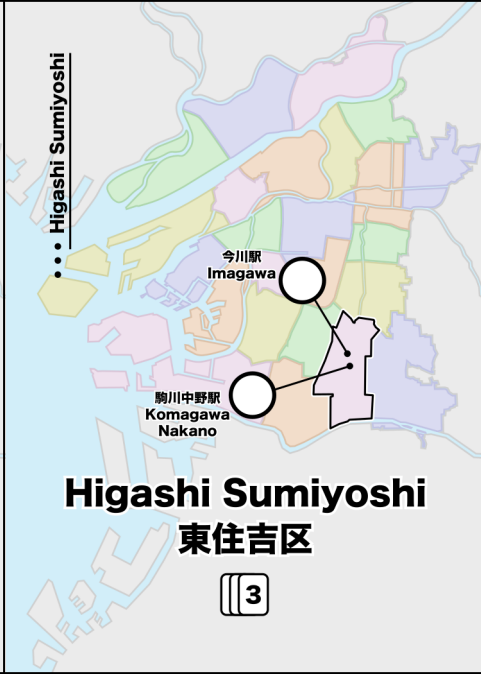 ••• Higashi Sumiyoshi
今川駅
Imagawa
駒川中野駅
Komagawa
Nakano
Higashi Sumiyoshi
東住吉区
3